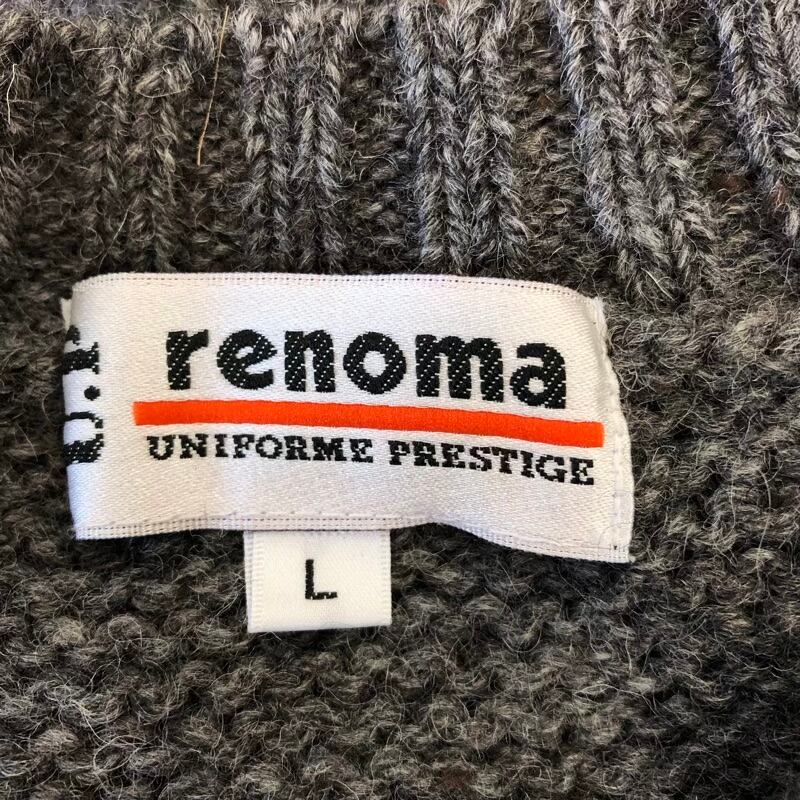 renoma
UNIFORME PRESTIGE
U.P
L